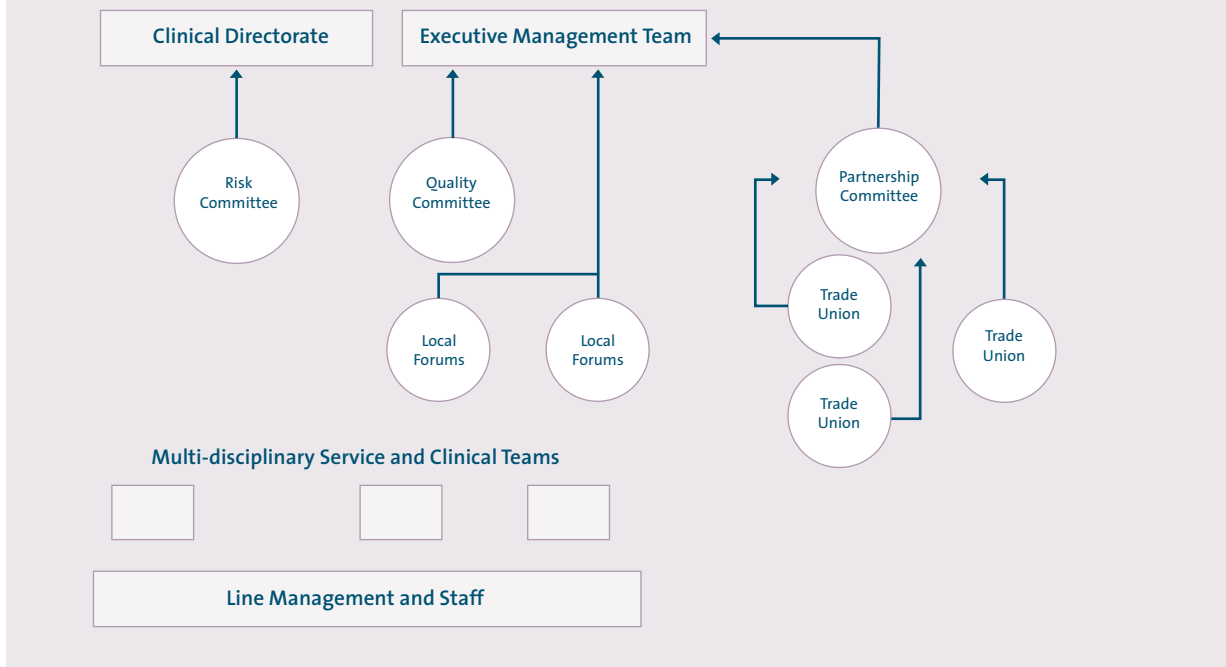 Clinical Directorate
Executive Management Team
Risk
Committee
Quality
Committee
Partnership
Committee
Local
Forums
Local
Forums
Trade
Union
Trade
Union
Trade
Union
Multi-disciplinary Service and Clinical Teams
Line Management and Staff